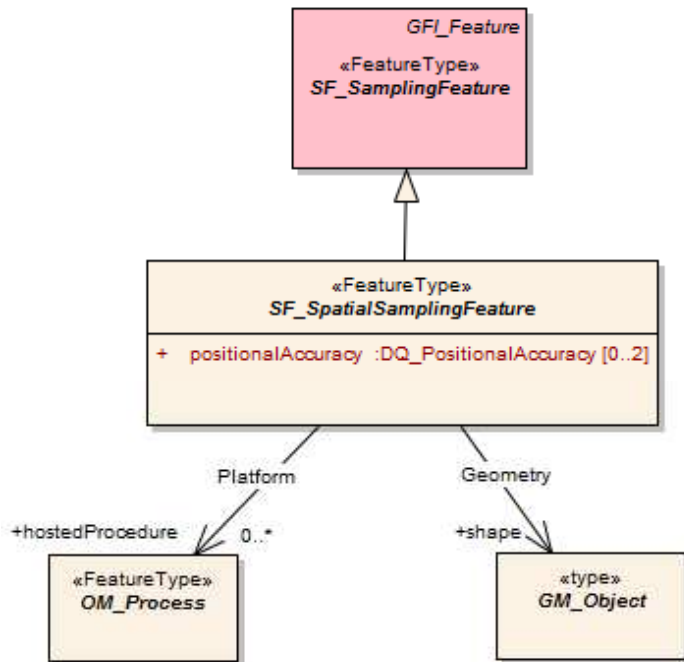 GFI_Feature
«FeatureType»
SF_SamplingFeature
«FeatureType»
SF_SpatialSamplingFeature
+ positionalAccuracy :DQ_PositionalAccuracy [0..2]
Platform
Geometry
+hostedProcedure
0..*
+shape
«FeatureType»
OM_Process
«type»
GM_Object